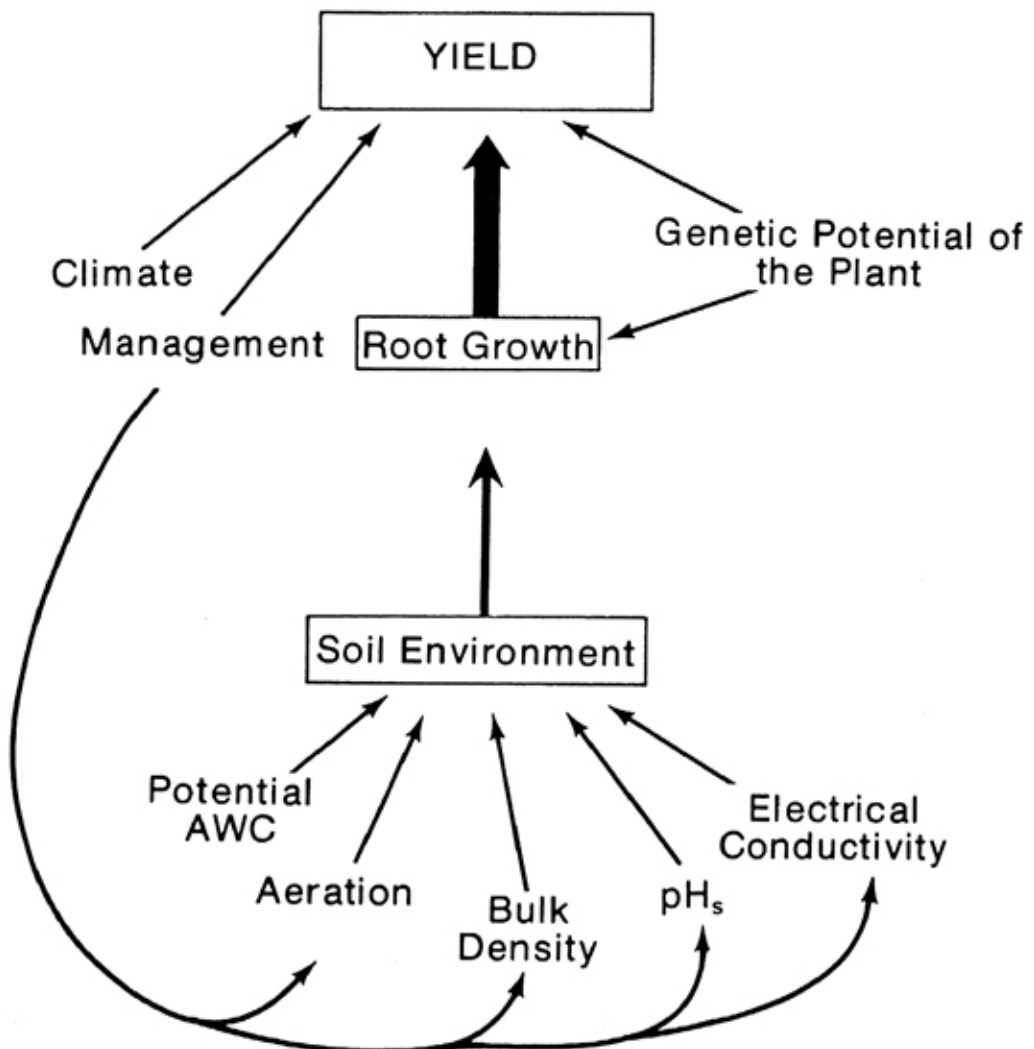 YIELD
Climate
Genetic Potential of
the Plant
Management
Root Growth
Soil Environment
Potential
AWC
Electrical
Conductivity
Aeration
Bulk
Density
pHₛ